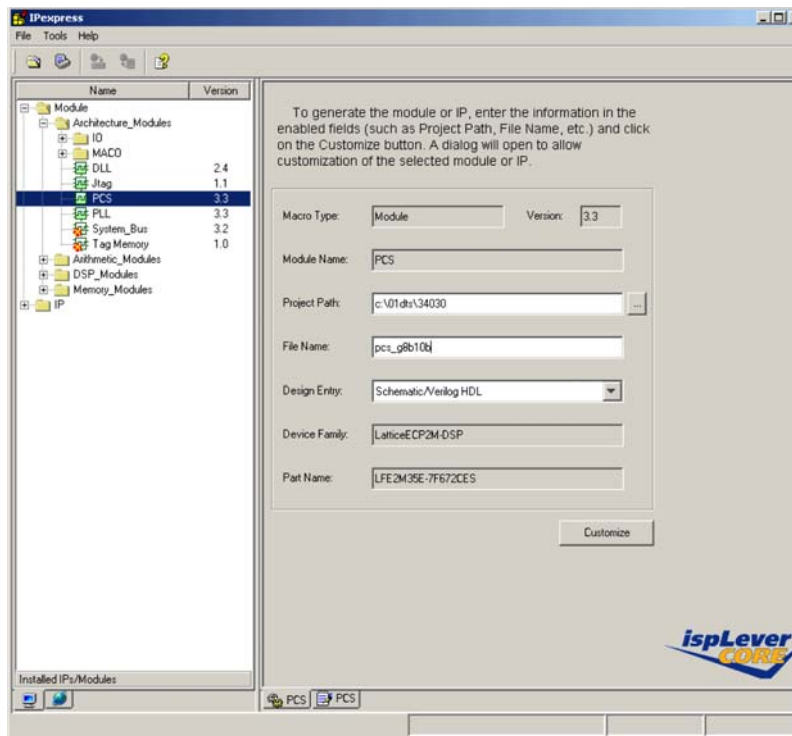 IPexpress
File Tools Help
Name Version
Module
Architecture_Modules
IO
MACO
DLL 2.4
Jtag 1.1
PCS 3.3
PLL 3.3
System_Bus 3.2
Tag Memory 1.0
Arithmetic_Modules
DSP_Modules
Memory_Modules
IP
Installed IPs/Modules
To generate the module or IP, enter the information in the
enabled fields (such as Project Path, File Name, etc.) and click
on the Customize button. A dialog will open to allow
customization of the selected module or IP.
Macro Type: Module Version: 3.3
Module Name: PCS
Project Path: c:\01dts\34030 ...
File Name: pcs_g8b10b
Design Entry: Schematic/Verilog HDL
Device Family: LatticeECP2M-DSP
Part Name: LFE2M35E-7F672CES
Customize
ispLever
CORE
PCS PCS